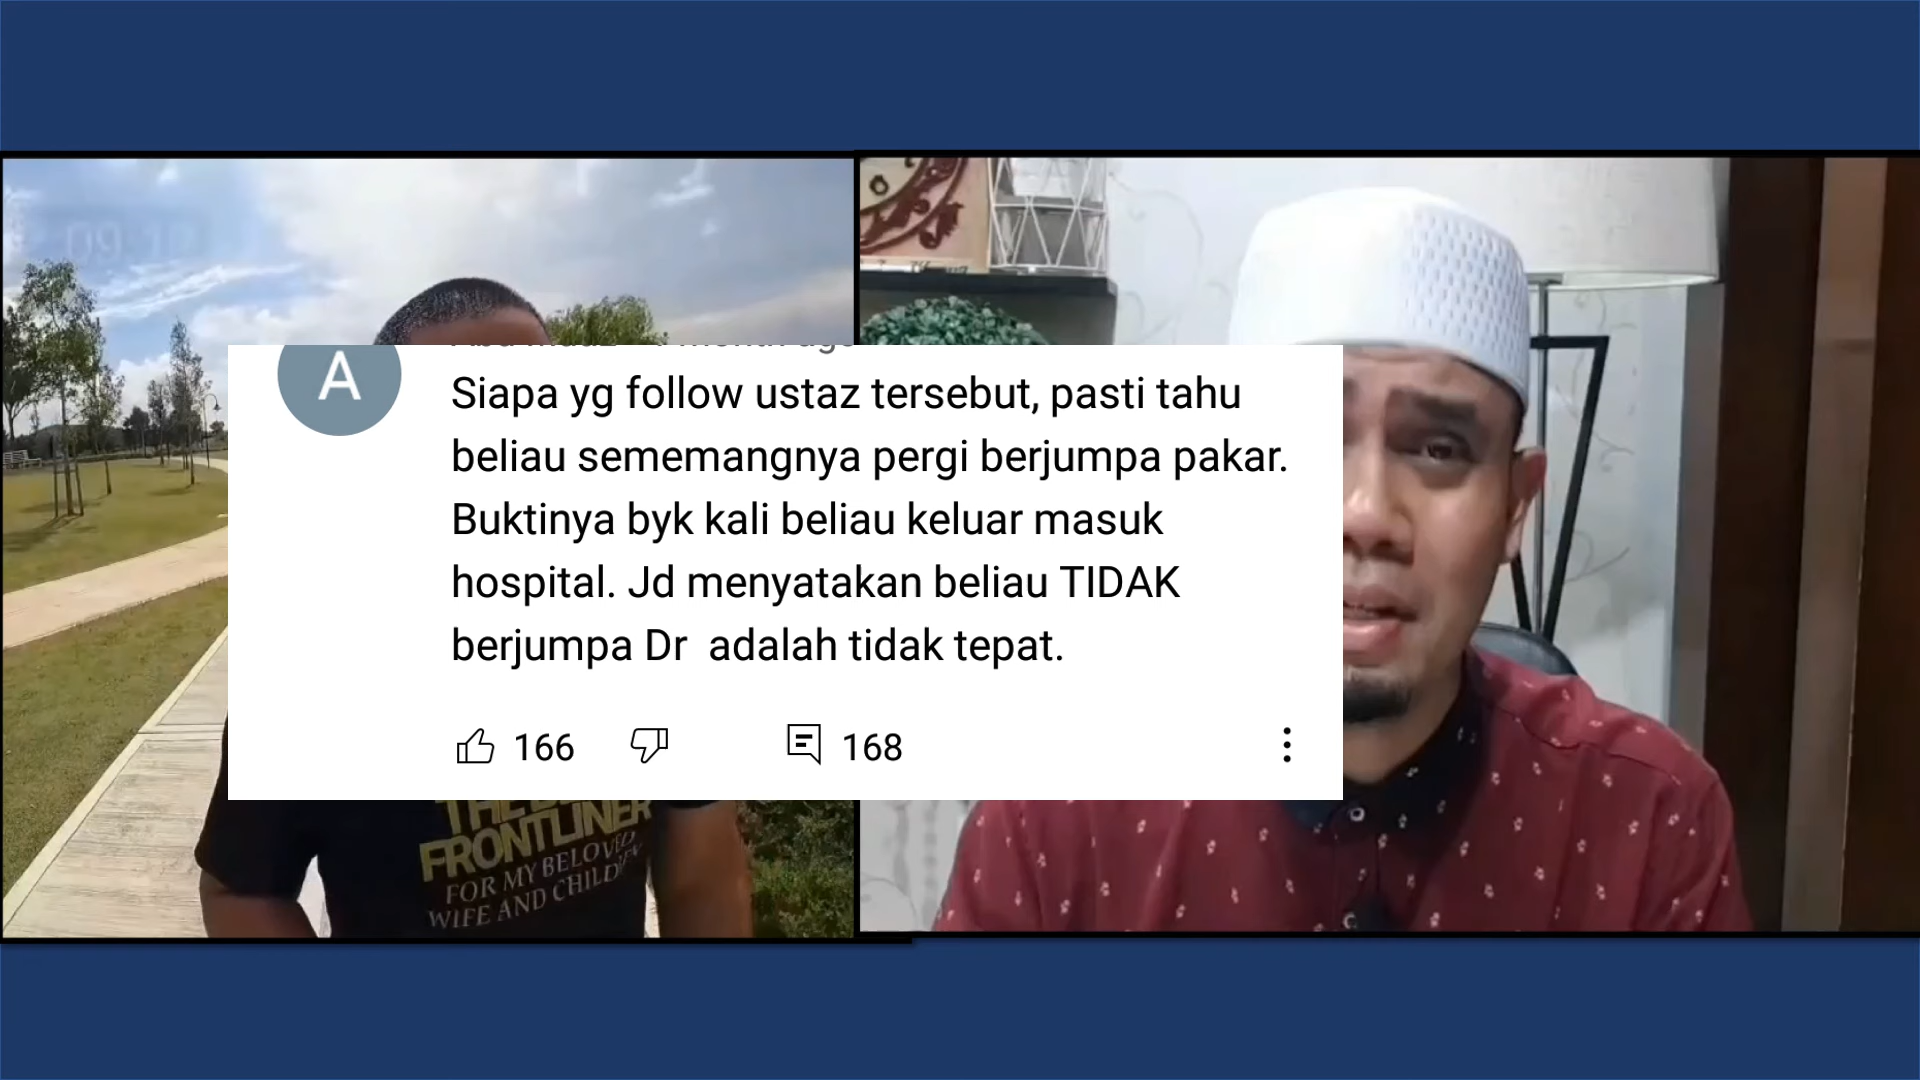 A
Siapa yg follow ustaz tersebut, pasti tahu
beliau sememangnya pergi berjumpa pakar.
Buktinya byk kali beliau keluar masuk
hospital. Jd menyatakan beliau TIDAK
berjumpa Dr adalah tidak tepat.
166
168
FRONTLINER
FOR MY BELOVED
WIFE AND CHILDREN